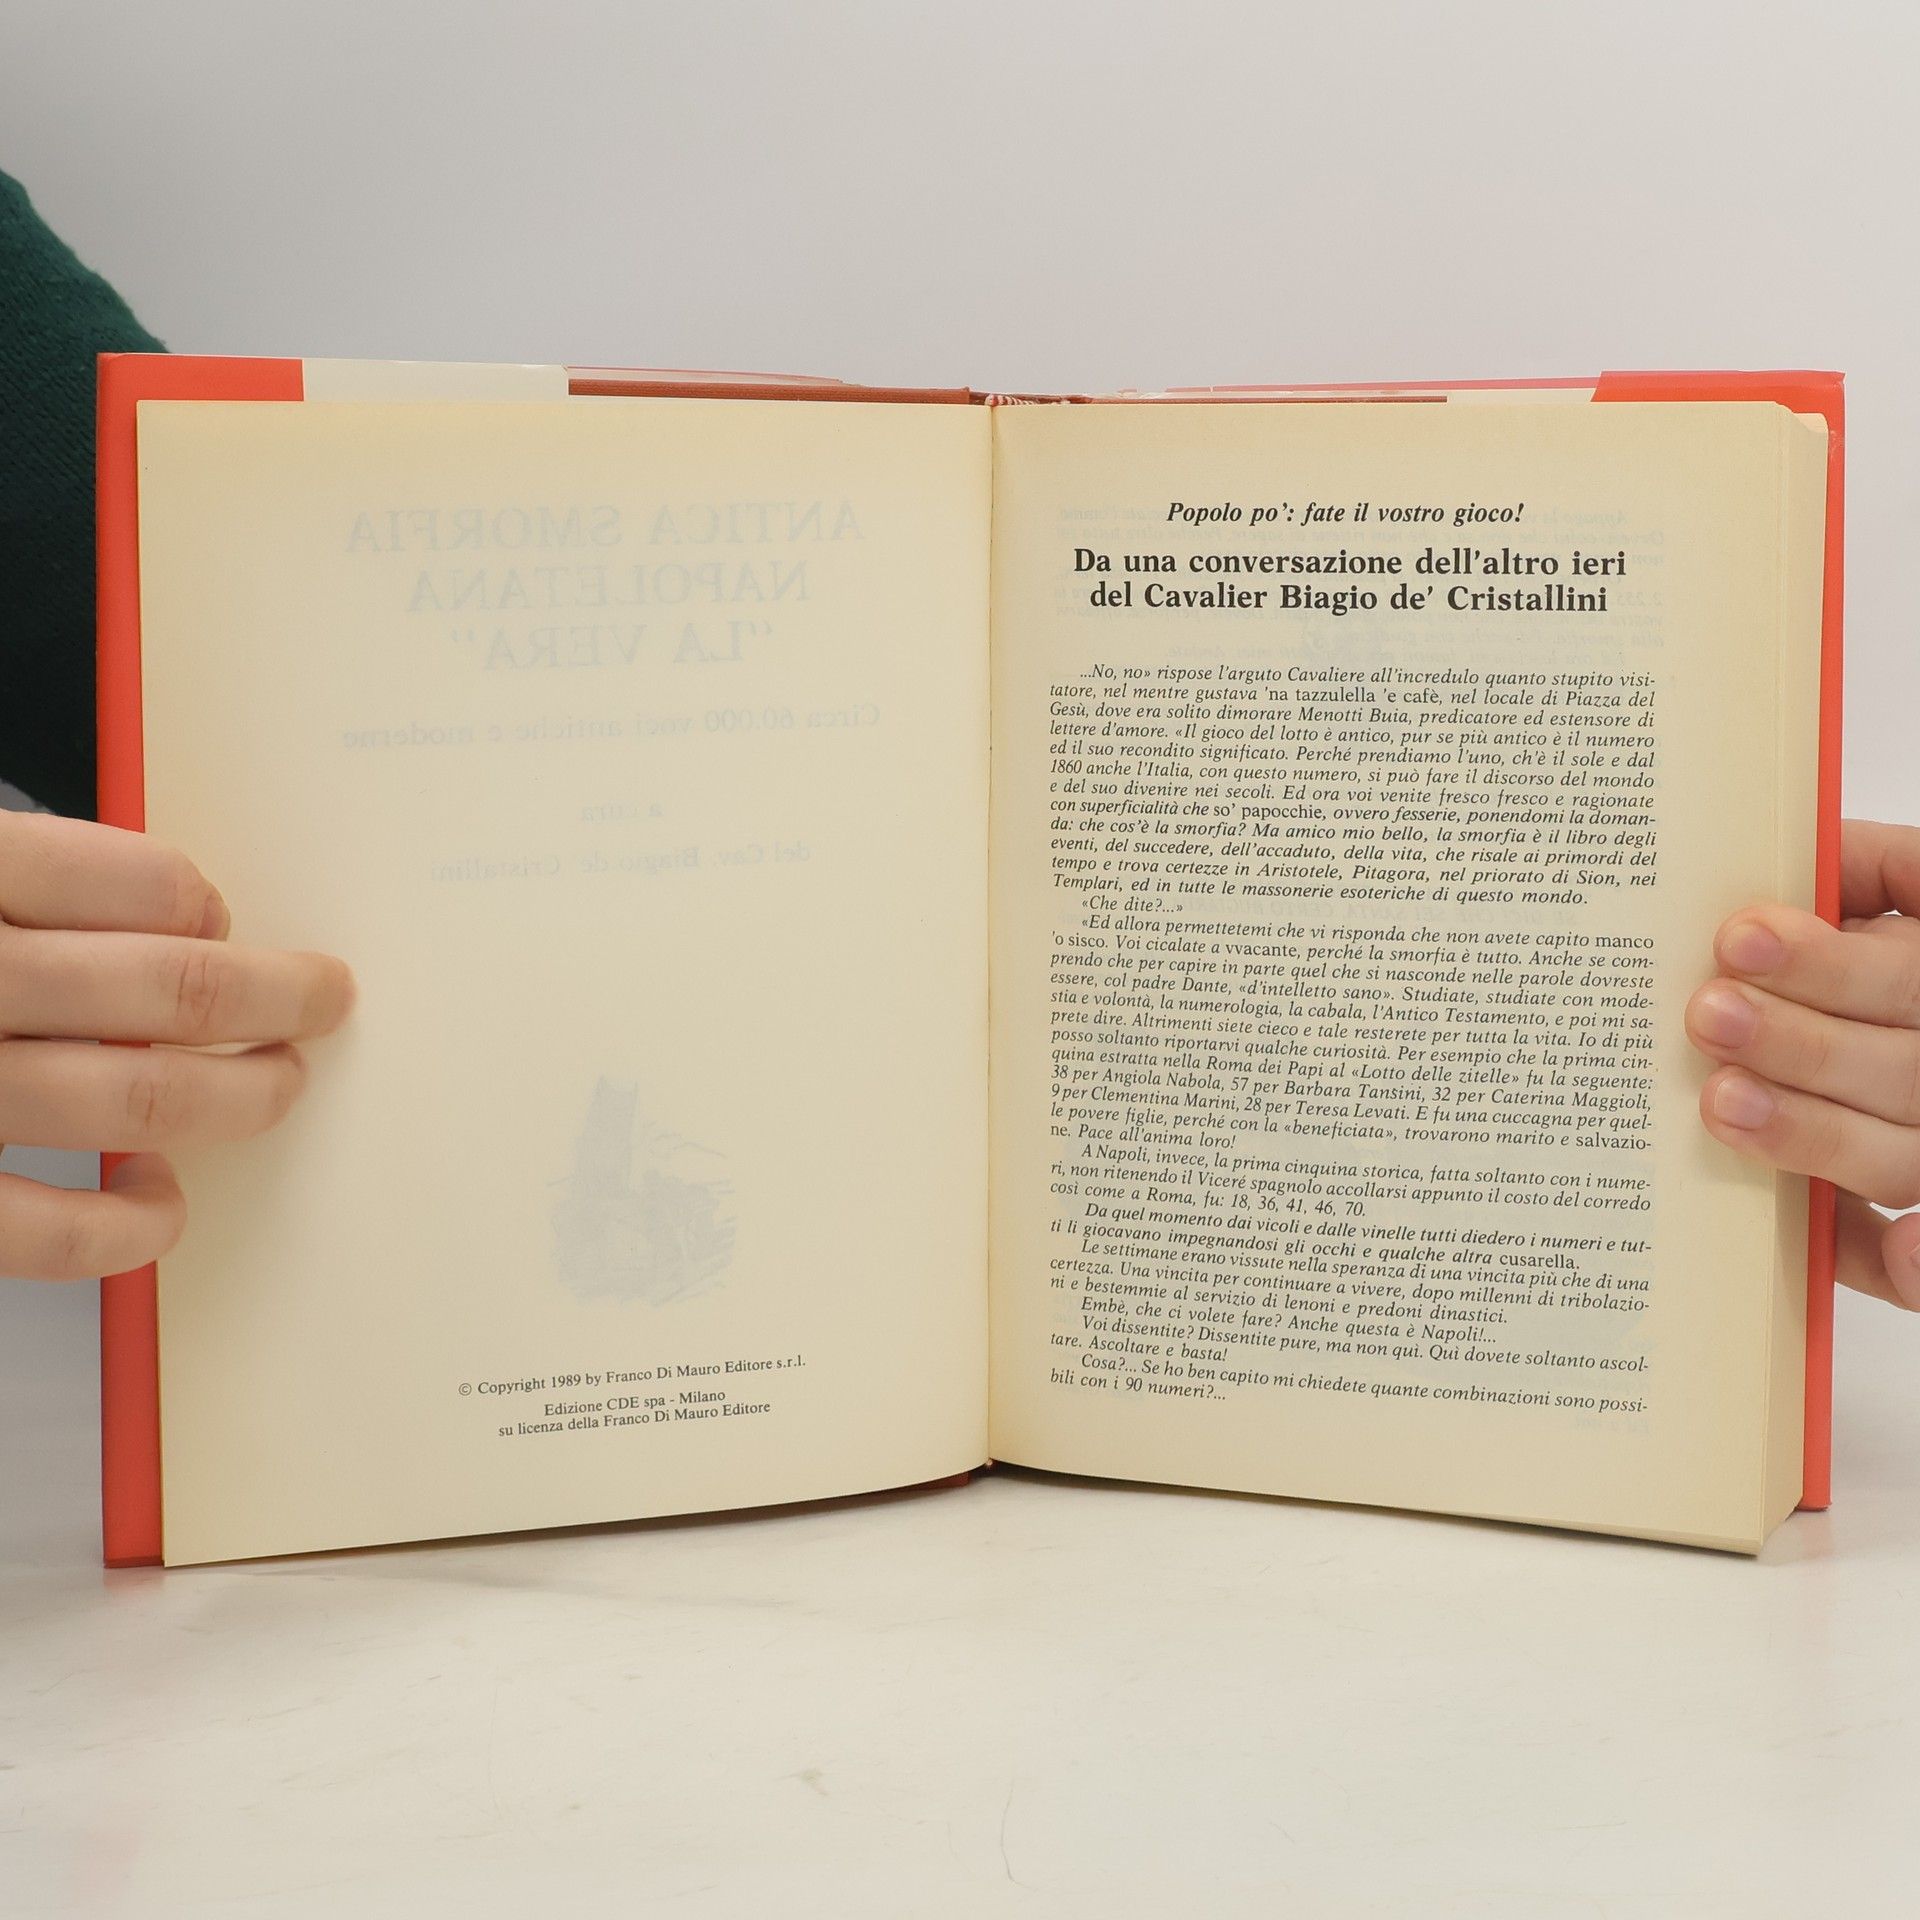 ANTICA SMORFIA
NAPOLETANA
"LA VERA"
Circa 60.000 voci antiche e moderne
a cura
del Cav. Biagio de' Cristallini
© Copyright 1989 by Franco Di Mauro Editore s.r.l.
Edizione CDE spa - Milano
su licenza della Franco Di Mauro Editore
Popolo po': fate il vostro gioco!
Da una conversazione dell'altro ieri
del Cavalier Biagio de' Cristallini
...No, no» rispose l'arguto Cavaliere all'incredulo quanto stupito visi-
tatore, nel mentre gustava 'na tazzulella 'e cafè, nel locale di Piazza del
Gesù, dove era solito dimorare Menotti Buia, predicatore ed estensore di
lettere d'amore. «Il gioco del lotto è antico, pur se più antico è il numero
ed il suo recondito significato. Perché prendiamo l'uno, ch'è il sole e dal
1860 anche l'Italia, con questo numero, si può fare il discorso del mondo
e del suo divenire nei secoli. Ed ora voi venite fresco fresco e ragionate
con superficialità che so' papocchie, ovvero fesserie, ponendomi la doman-
da: che cos'è la smorfia? Ma amico mio bello, la smorfia è il libro degli
eventi, del succedere, dell'accaduto, della vita, che risale ai primordi del
tempo e trova certezze in Aristotele, Pitagora, nel priorato di Sion, nei
Templari, ed in tutte le massonerie esoteriche di questo mondo.
«Che dite?...»
«Ed allora permettetemi che vi risponda che non avete capito manco
'o sisco. Voi cicalate a vvacante, perché la smorfia è tutto. Anche se com-
prendo che per capire in parte quel che si nasconde nelle parole dovreste
essere, col padre Dante, «d'intelletto sano». Studiate, studiate con mode-
stia e volontà, la numerologia, la cabala, l'Antico Testamento, e poi mi sa-
prete dire. Altrimenti siete cieco e tale resterete per tutta la vita. Io di più
posso soltanto riportarvi qualche curiosità. Per esempio che la prima cin-
quina estratta nella Roma dei Papi al «Lotto delle zitelle» fu la seguente:
38 per Angiola Nabola, 57 per Barbara Tansini, 32 per Caterina Maggioli,
9 per Clementina Marini, 28 per Teresa Levati. E fu una cuccagna per quel-
le povere figlie, perché con la «beneficiata», trovarono marito e salvazio-
ne. Pace all'anima loro!
A Napoli, invece, la prima cinquina storica, fatta soltanto con i nume-
ri, non ritenendo il Viceré spagnolo accollarsi appunto il costo del corredo
così come a Roma, fu: 18, 36, 41, 46, 70.
Da quel momento dai vicoli e dalle vinelle tutti diedero i numeri e tut-
ti li giocavano impegnandosi gli occhi e qualche altra cusarella.
Le settimane erano vissute nella speranza di una vincita più che di una
certezza. Una vincita per continuare a vivere, dopo millenni di tribolazio-
ni e bestemmie al servizio di lenoni e predoni dinastici.
Embè, che ci volete fare? Anche questa è Napoli!...
Voi dissentite? Dissentite pure, ma non quì. Quì dovete soltanto ascol-
tare. Ascoltare e basta!
Cosa?... Se ho ben capito mi chiedete quante combinazioni sono possi-
bili con i 90 numeri?...